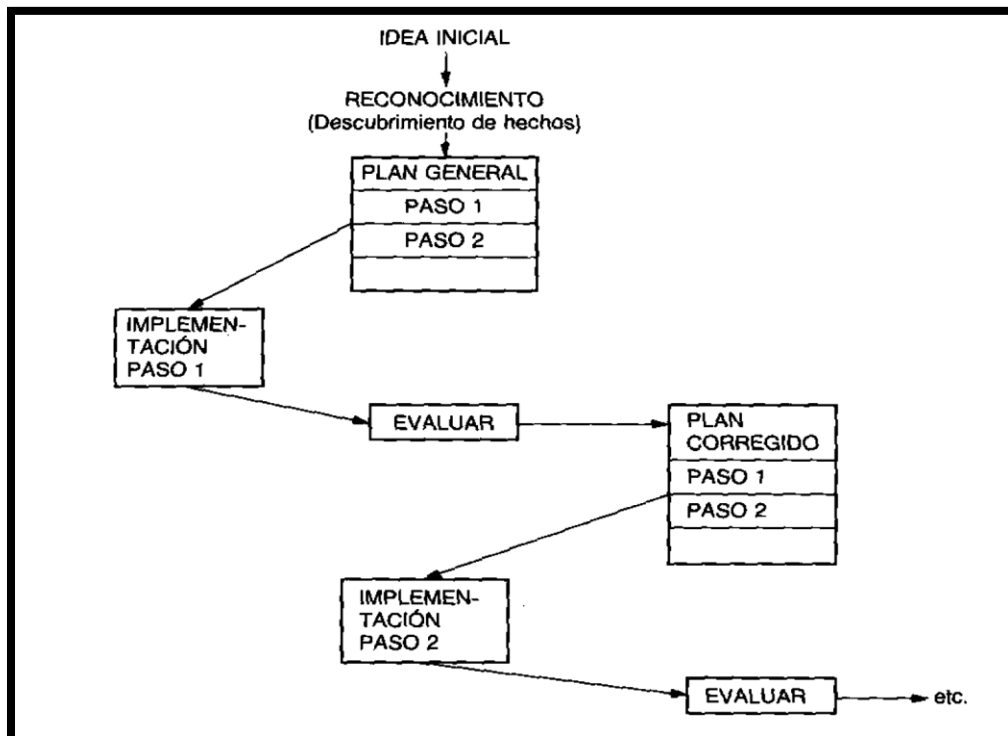 IDEA INICIAL
RECONOCIMIENTO
(Descubrimiento de hechos)
PLAN GENERAL
PASO 1
PASO 2
IMPLEMEN-
TACIÓN
PASO 1
EVALUAR
PLAN
CORREGIDO
PASO 1
PASO 2
IMPLEMEN-
TACIÓN
PASO 2
EVALUAR
etc.